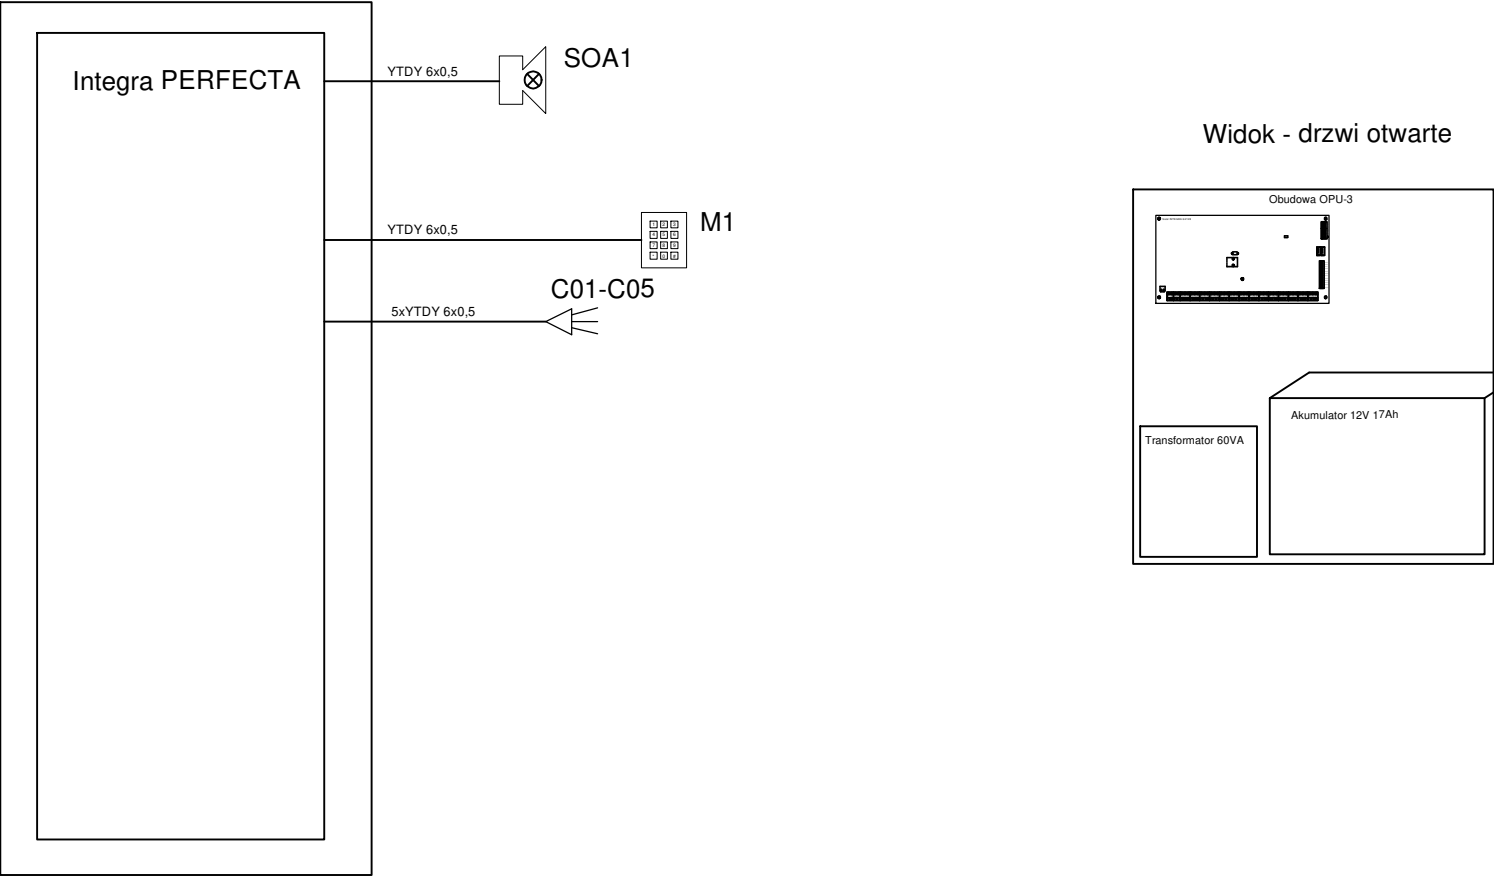 Integra PERFECTA
YTDY 6x0,5
SOA1
YTDY 6x0,5
M1
C01-C05
5xYTDY 6x0,5
Widok - drzwi otwarte
Obudowa OPU-3
Akumulator 12V 17Ah
Transformator 60VA